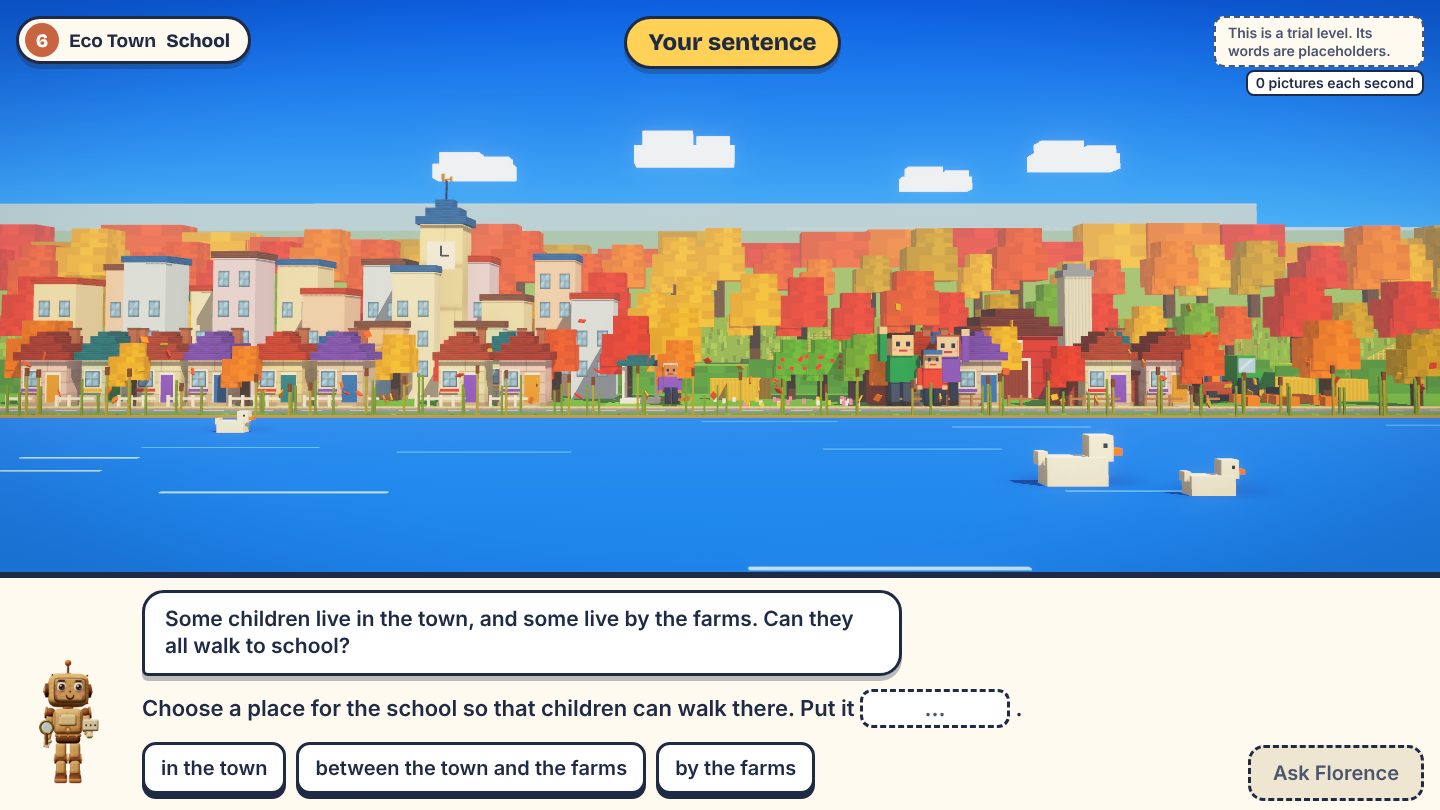 6 Eco Town School
Your sentence
This is a trial level. Its
words are placeholders.
0 pictures each second
Some children live in the town, and some live by the farms. Can they
all walk to school?
Choose a place for the school so that children can walk there. Put it ... .
in the town
between the town and the farms
by the farms
Ask Florence